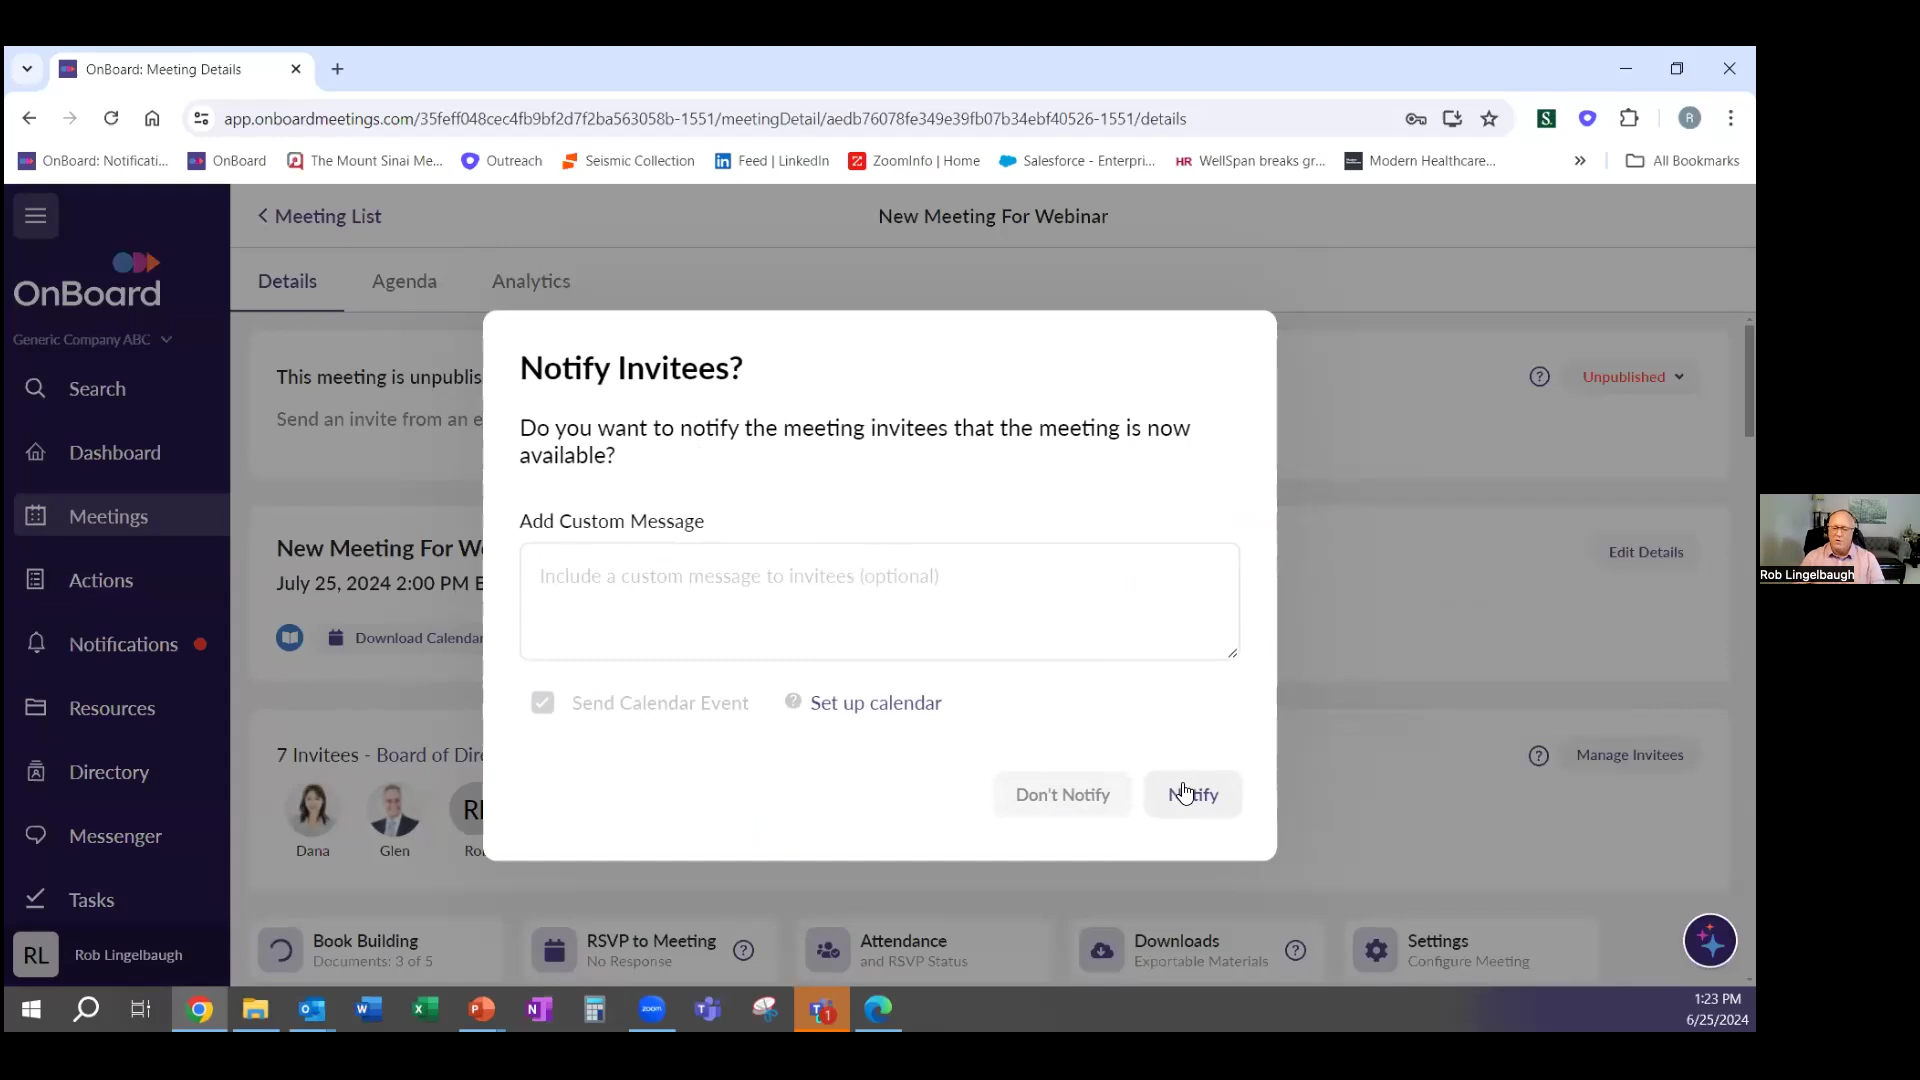 OnBoard: Meeting Details
app.onboardmeetings.com/35feff048cec4fb9bf2d7f2ba563058b-1551/meetingDetail/aedb76078fe349e39fb07b34ebf40526-1551/details
S.
R
OnBoard: Notificati...
OnBoard
The Mount Sinai Me...
Outreach
Seismic Collection
Feed | LinkedIn
ZoomInfo | Home
Salesforce - Enterpri...
HR WellSpan breaks gr...
Modern Healthcare...
All Bookmarks
Meeting List
New Meeting For Webinar
OnBoard
Generic Company ABC
Search
Dashboard
Meetings
Actions
Notifications
Resources
Directory
Messenger
Tasks
RL Rob Lingelbaugh
Details
Agenda
Analytics
This meeting is unpublis
Send an invite from an e
Unpublished
New Meeting For W
July 25, 2024 2:00 PM E
Download Calendar
Edit Details
7 Invitees - Board of Dir
Manage Invitees
Dana
Glen
Notify Invitees?
Do you want to notify the meeting invitees that the meeting is now
available?
Add Custom Message
Include a custom message to invitees (optional)
Send Calendar Event
Set up calendar
Don't Notify
Notify
Book Building
Documents: 3 of 5
RSVP to Meeting
No Response
Attendance
and RSVP Status
Downloads
Exportable Materials
Settings
Configure Meeting
Rob Lingelbaugh
zoom
1:23 PM
6/25/2024